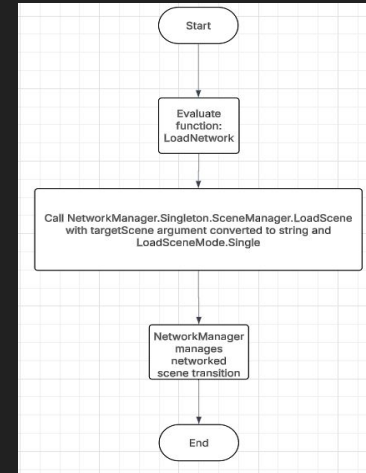 Start
Evaluate
function:
LoadNetwork
Call NetworkManager.Singleton.SceneManager.LoadScene
with targetScene argument converted to string and
LoadSceneMode.Single
NetworkManager
manages
networked
scene transition
End